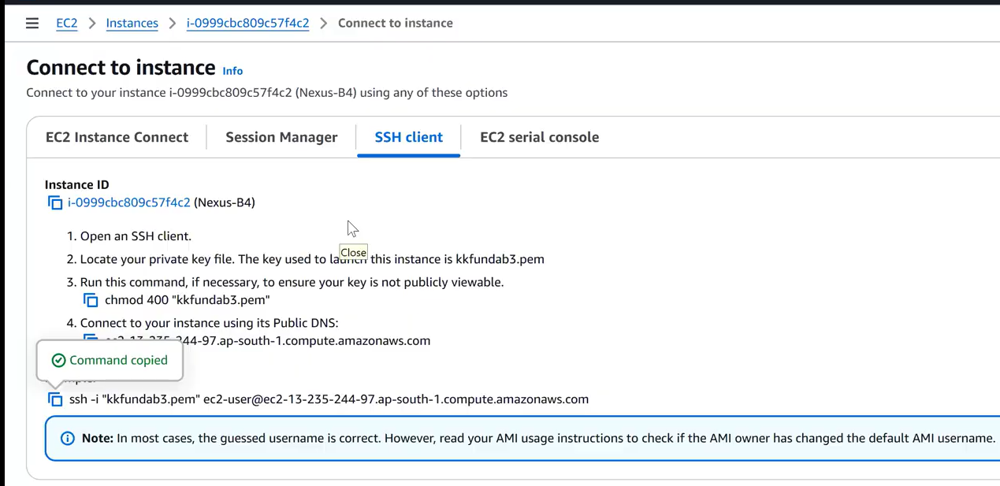 EC2 > Instances > i-0999cbc809c57f4c2 > Connect to instance
Connect to instance Info
Connect to your instance i-0999cbc809c57f4c2 (Nexus-B4) using any of these options
EC2 Instance Connect Session Manager SSH client EC2 serial console
Instance ID
i-0999cbc809c57f4c2 (Nexus-B4)
1. Open an SSH client.
Close
2. Locate your private key file. The key used to launch this instance is kkfundab3.pem
3. Run this command, if necessary, to ensure your key is not publicly viewable.
chmod 400 "kkfundab3.pem"
4. Connect to your instance using its Public DNS:
ec2-13-235-244-97.ap-south-1.compute.amazonaws.com
Command copied
ssh -i "kkfundab3.pem" ec2-user@ec2-13-235-244-97.ap-south-1.compute.amazonaws.com
Note: In most cases, the guessed username is correct. However, read your AMI usage instructions to check if the AMI owner has changed the default AMI username.